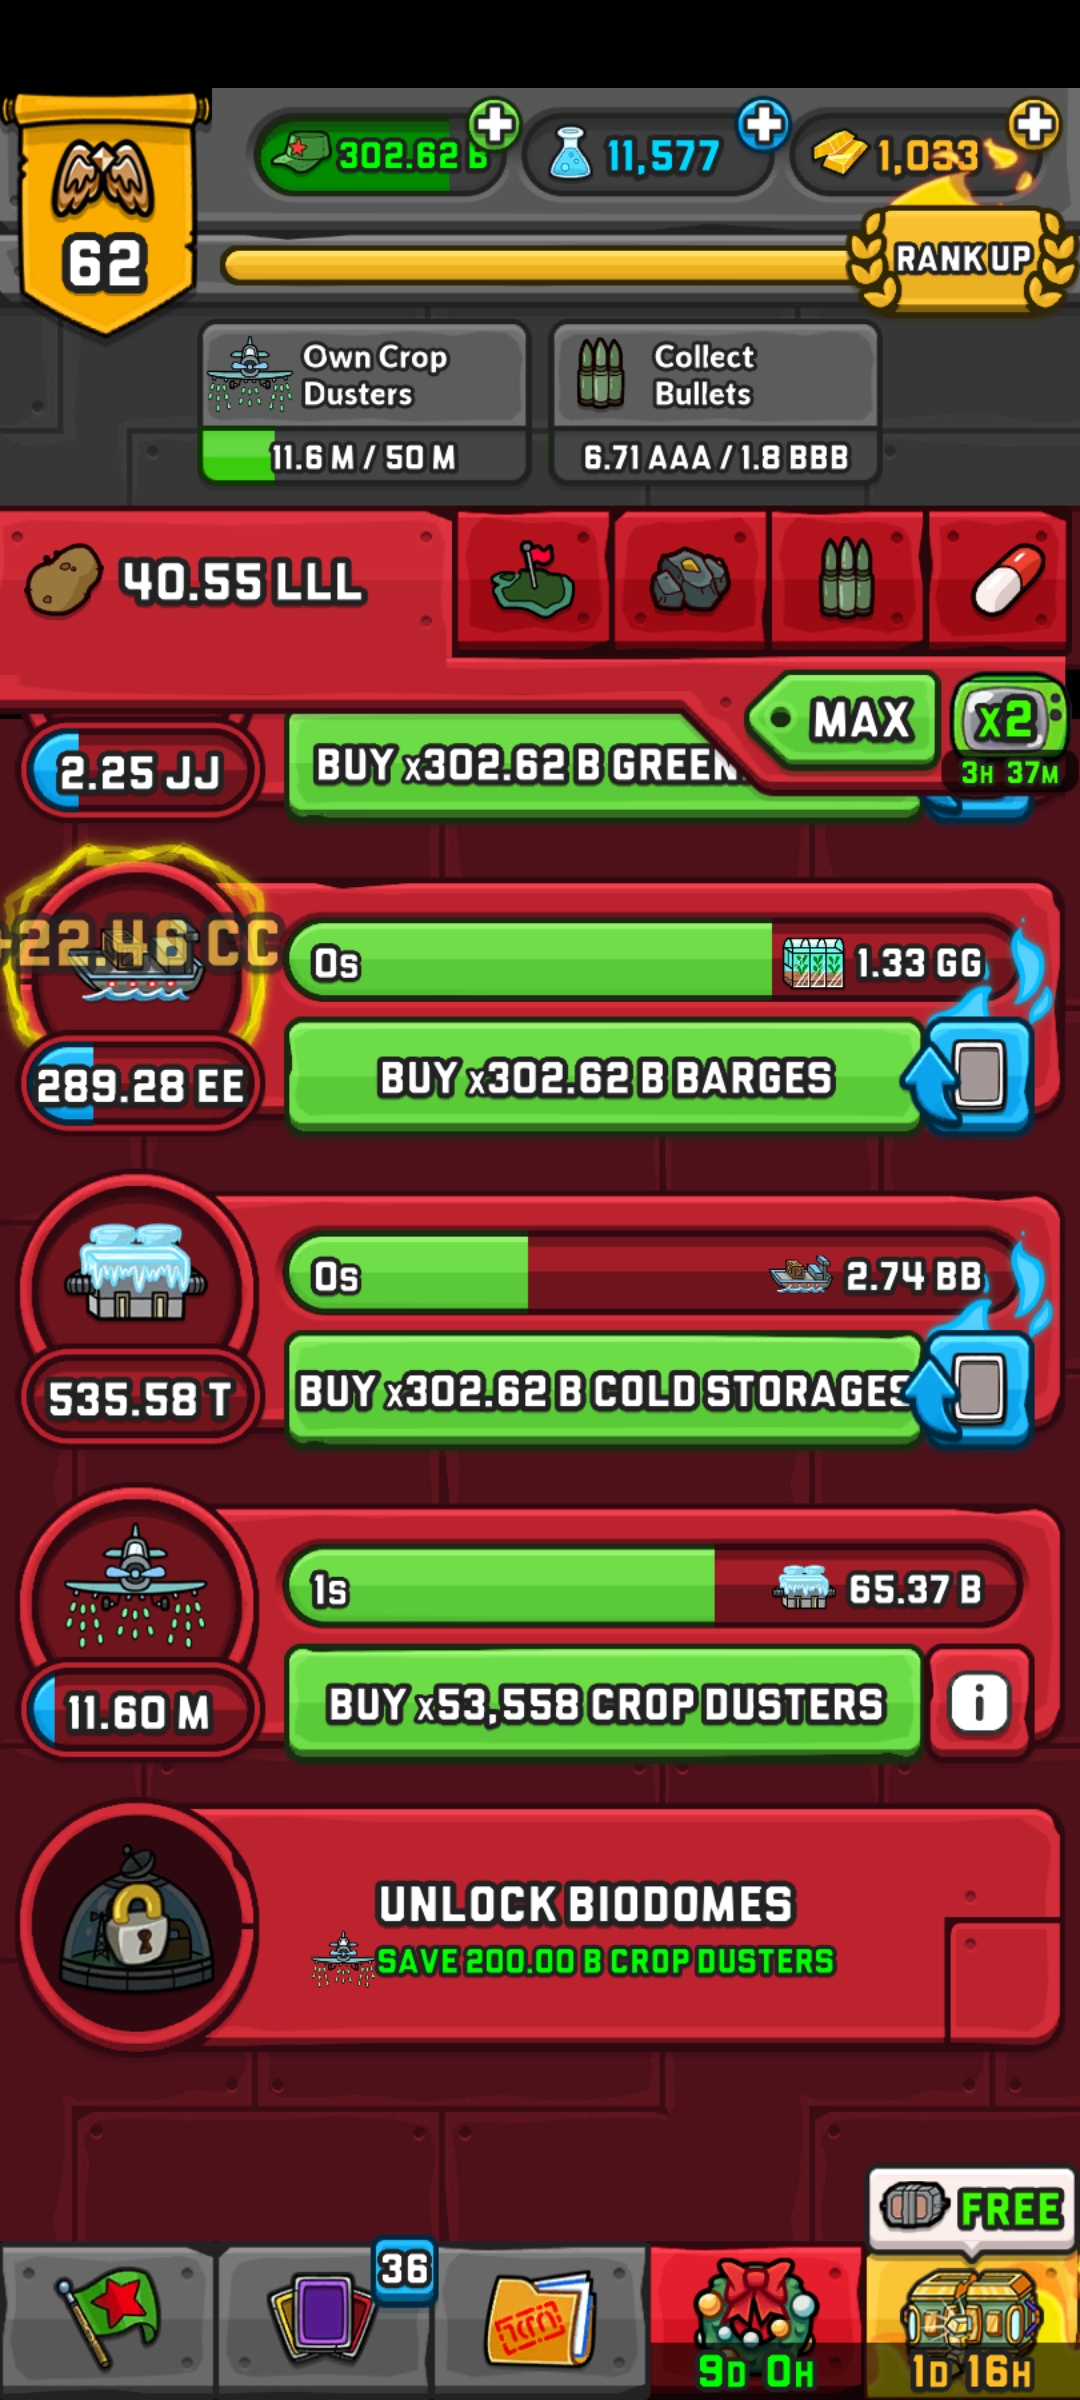 302.62 B
11,577
1,033
62
RANK UP
Own Crop
Dusters
Collect
Bullets
11.6 M / 50 M
6.71 AAA / 1.8 BBB
40.55 LLL
MAX
x2
3H 37M
2.25 JJ
BUY x302.62 B GREEN
+22.46 CC
0s
1.33 GG
289.28 EE
BUY x302.62 B BARGES
0s
2.74 BB
535.58 T
BUY x302.62 B COLD STORAGES
1s
65.37 B
11.60 M
BUY x53,558 CROP DUSTERS
i
UNLOCK BIODOMES
SAVE 200.00 B CROP DUSTERS
FREE
36
9D 0H
1D 16H